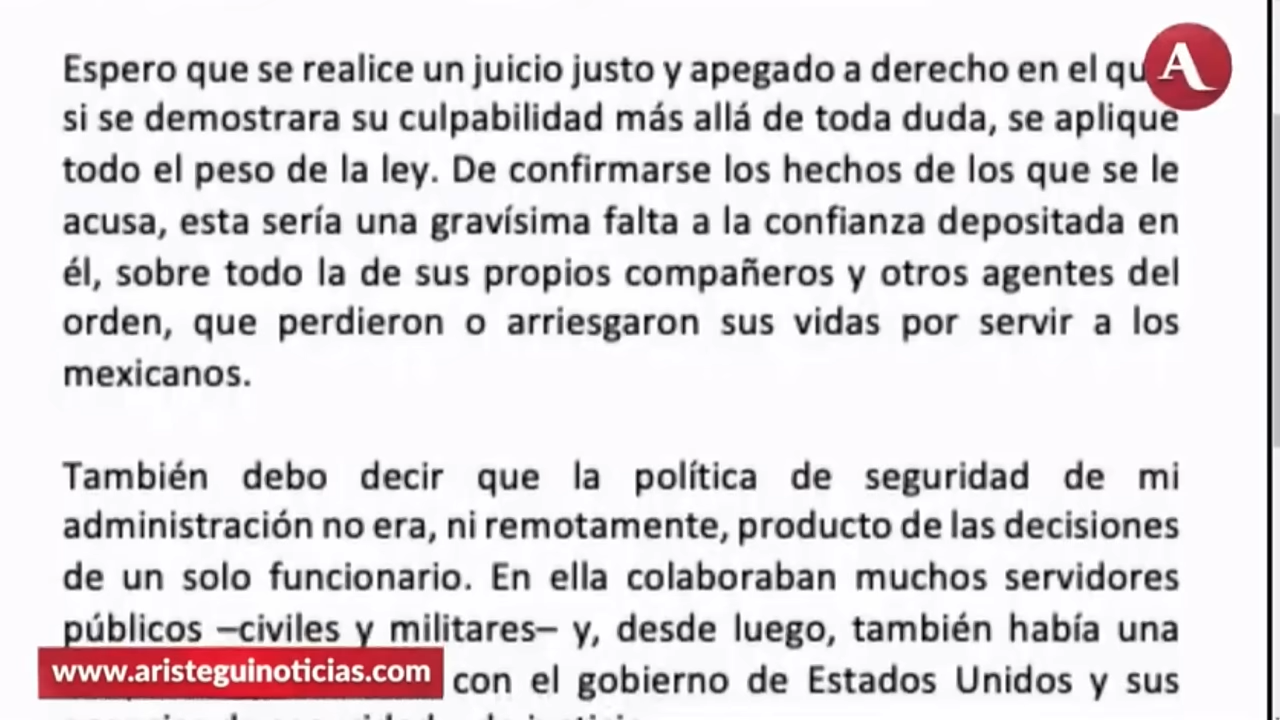 Espero que se realice un juicio justo y apegado a derecho en el
A
si se demostrara su culpabilidad más allá de toda duda, se aplique
todo el peso de la ley. De confirmarse los hechos de los que se le
acusa, esta sería una gravísima falta a la confianza depositada en
él, sobre todo la de sus propios compañeros y otros agentes del
orden, que perdieron o arriesgaron sus vidas por servir a los
mexicanos.
También debo decir que la política de seguridad de mi
administración no era, ni remotamente, producto de las decisiones
de un solo funcionario. En ella colaboraban muchos servidores
públicos –civiles y militares– y, desde luego, también había una
www.aristeguinoticias.com
con el gobierno de Estados Unidos y sus